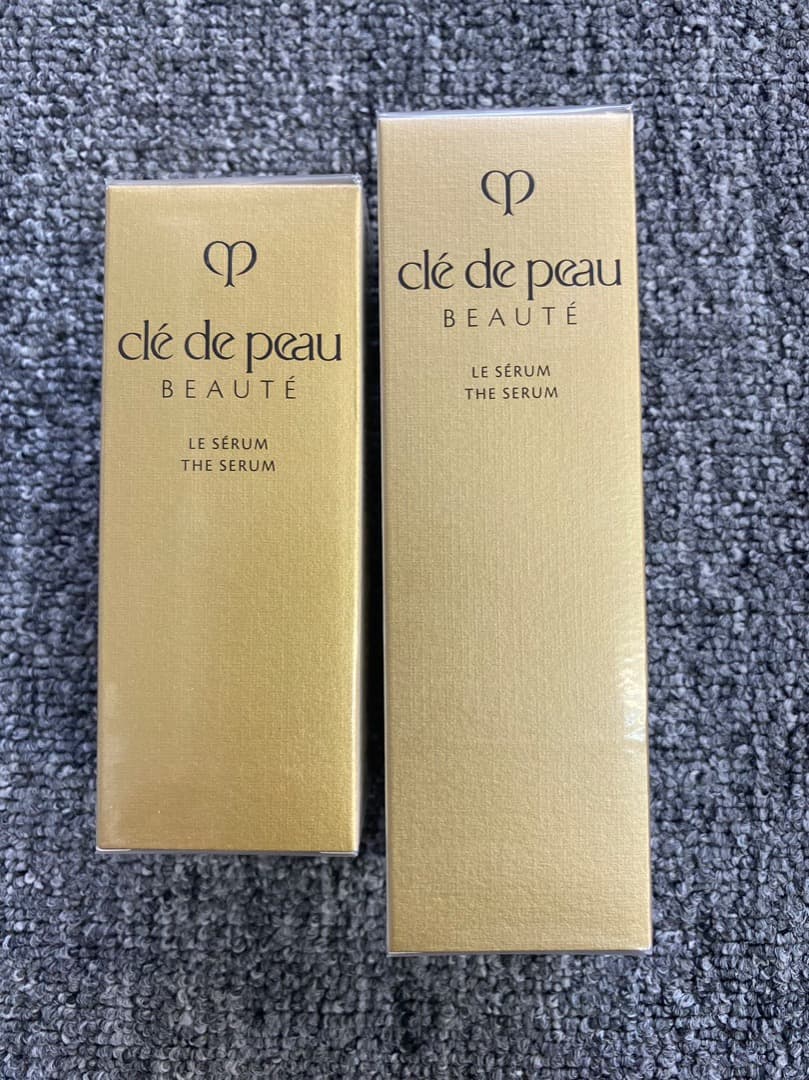 clé de peau
BEAUTÉ
LE SÉRUM
THE SERUM
clé de peau
BEAUTÉ
LE SÉRUM
THE SERUM